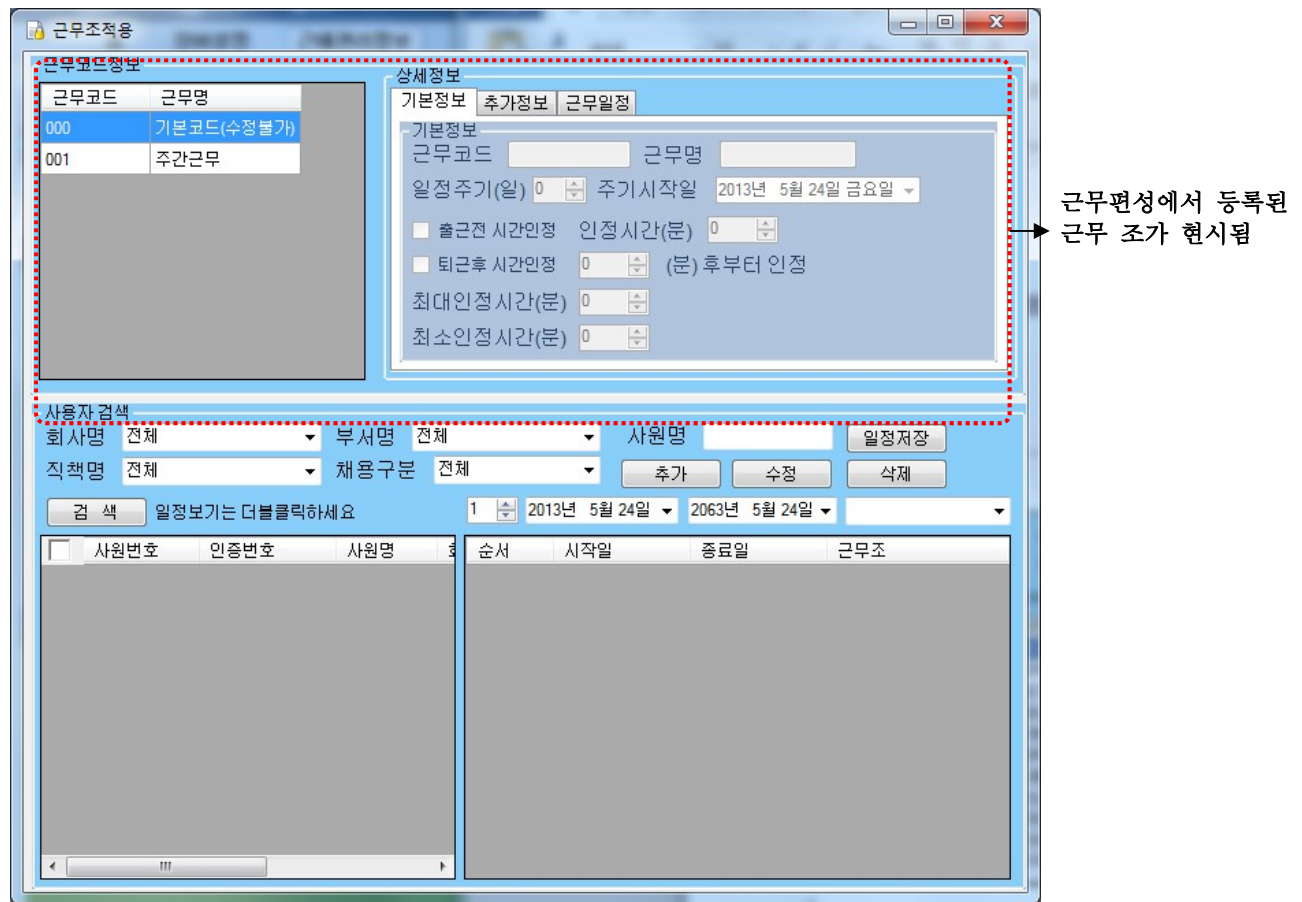 근무조적용
근무코드정보
근무코드 근무명
000 기본코드(수정불가)
001 주간근무
상세정보
기본정보 추가정보 근무일정
기본정보
근무코드 근무명
일정주기(일) 0 주기시작일 2013년 5월 24일 금요일
출근전 시간인정 인정시간(분) 0
퇴근후 시간인정 0 (분)후부터 인정
최대인정시간(분) 0
최소인정시간(분) 0
근무편성에서 등록된
근무 조가 현시됨
사용자검색
회사명 전체 부서명 전체 사원명 일정저장
직책명 전체 채용구분 전체 추가 수정 삭제
검 색 일정보기는 더블클릭하세요 1 2013년 5월 24일 2063년 5월 24일
사원번호 인증번호 사원명
순서 시작일 종료일 근무조